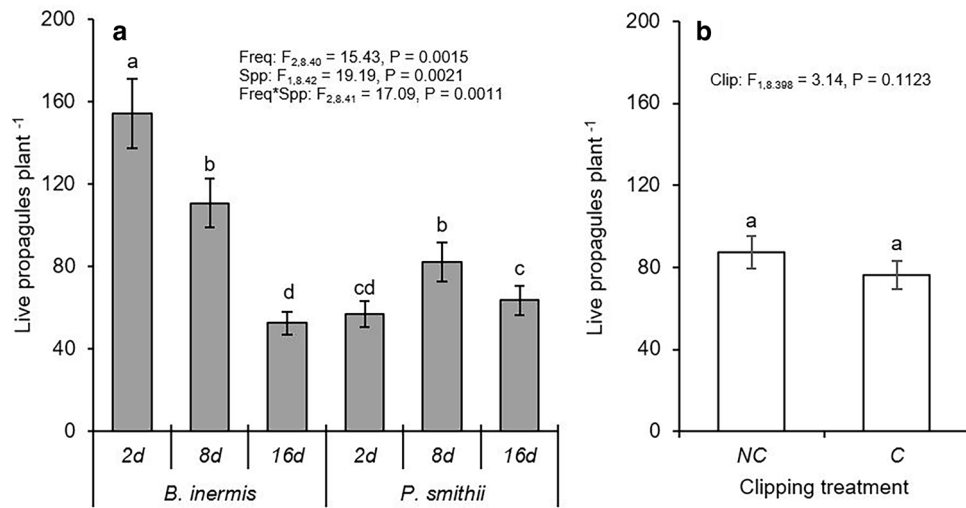 a
Live propagules plant -1
200
160
120
80
40
0
Freq: F2,8.40 = 15.43, P = 0.0015
Spp: F1,8.42 = 19.19, P = 0.0021
Freq*Spp: F2,8.41 = 17.09, P = 0.0011
a
b
d
cd
b
c
2d 8d 16d 2d 8d 16d
B. inermis P. smithii
b
Live propagules plant -1
200
160
120
80
40
0
Clip: F1,8.398 = 3.14, P = 0.1123
a
a
NC C
Clipping treatment